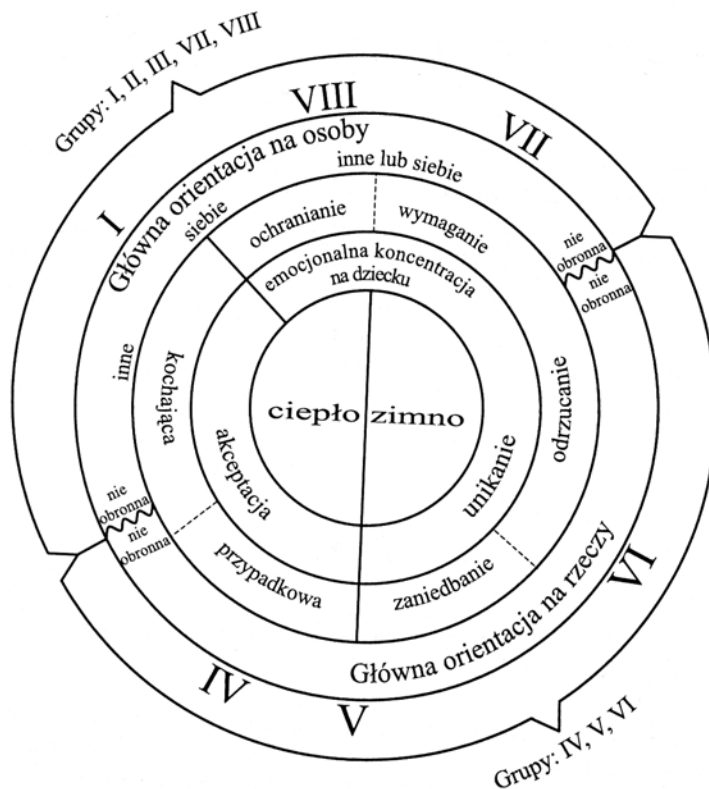 Grupy: I, II, III, VII, VIII
VIII
VII
I
Główna orientacja na osoby
inne lub siebie
siebie
inne
ochranianie
wymaganie
emocjonalna koncentracja
na dziecku
nie
obronna
nie
obronna
kochająca
akceptacja
ciepło
zimno
unikanie
odrzucanie
nie
obronna
nie
obronna
przypadkowa
zaniedbanie
Główna orientacja na rzeczy
VI
IV
V
Grupy: IV, V, VI